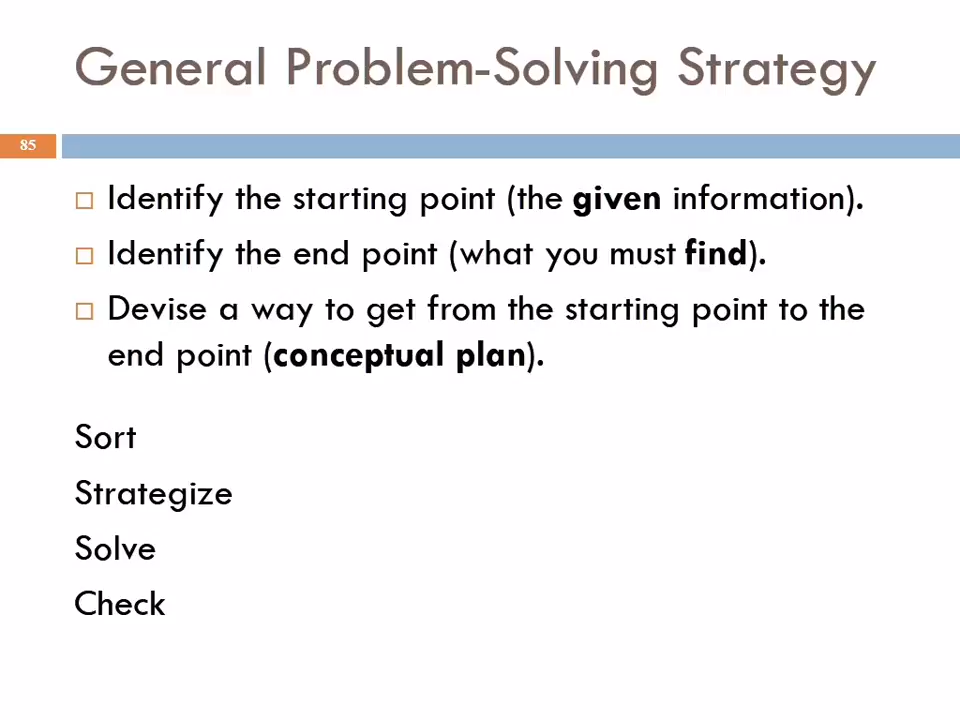 General Problem-Solving Strategy
85
Identify the starting point (the given information).
Identify the end point (what you must find).
Devise a way to get from the starting point to the
end point (conceptual plan).
Sort
Strategize
Solve
Check